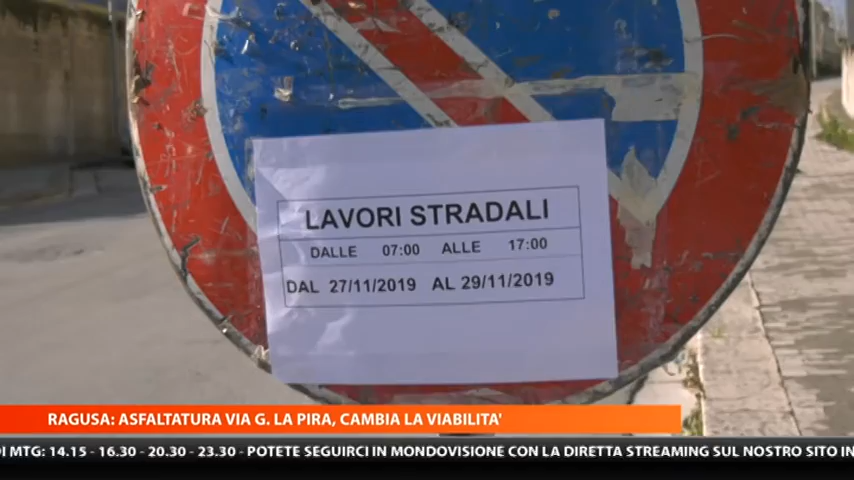 LAVORI STRADALI
DALLE 07:00 ALLE 17:00
DAL 27/11/2019 AL 29/11/2019
RAGUSA: ASFALTATURA VIA G. LA PIRA, CAMBIA LA VIABILITA'
DI MTG: 14.15 - 16.30 - 20.30 - 23.30 - POTETE SEGUIRCI IN MONDOVISIONE CON LA DIRETTA STREAMING SUL NOSTRO SITO IN